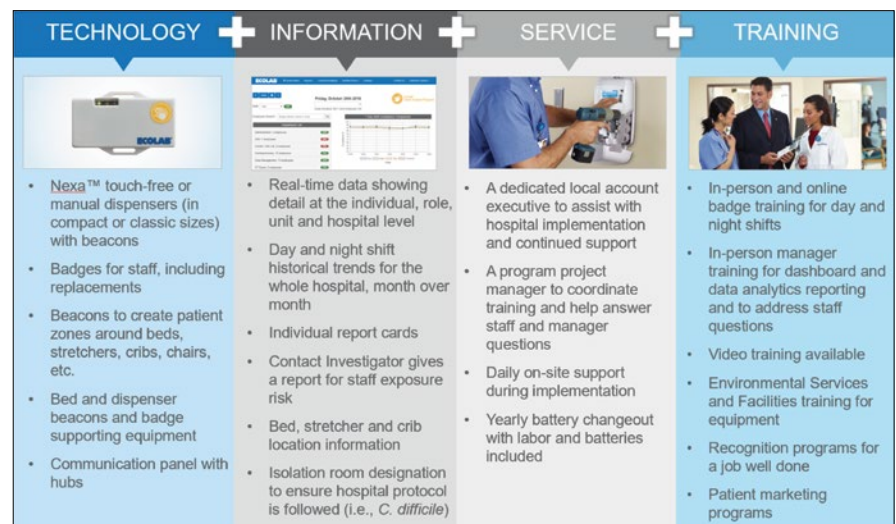 TECHNOLOGY + INFORMATION + SERVICE + TRAINING
ECOLAB
ECOLAB
Friday, October 26th 2018
• Nexa™ touch-free or
manual dispensers (in
compact or classic sizes)
with beacons
• Badges for staff, including
replacements
• Beacons to create patient
zones around beds,
stretchers, cribs, chairs,
etc.
• Bed and dispenser
beacons and badge
supporting equipment
• Communication panel with
hubs
• Real-time data showing
detail at the individual, role,
unit and hospital level
• Day and night shift
historical trends for the
whole hospital, month over
month
• Individual report cards
• Contact Investigator gives
a report for staff exposure
risk
• Bed, stretcher and crib
location information
• Isolation room designation
to ensure hospital protocol
is followed (i.e., C. difficile)
• A dedicated local account
executive to assist with
hospital implementation
and continued support
• A program project
manager to coordinate
training and help answer
staff and manager
questions
• Daily on-site support
during implementation
• Yearly battery changeout
with labor and batteries
included
• In-person and online
badge training for day and
night shifts
• In-person manager
training for dashboard and
data analytics reporting
and to address staff
questions
• Video training available
• Environmental Services
and Facilities training for
equipment
• Recognition programs for
a job well done
• Patient marketing
programs